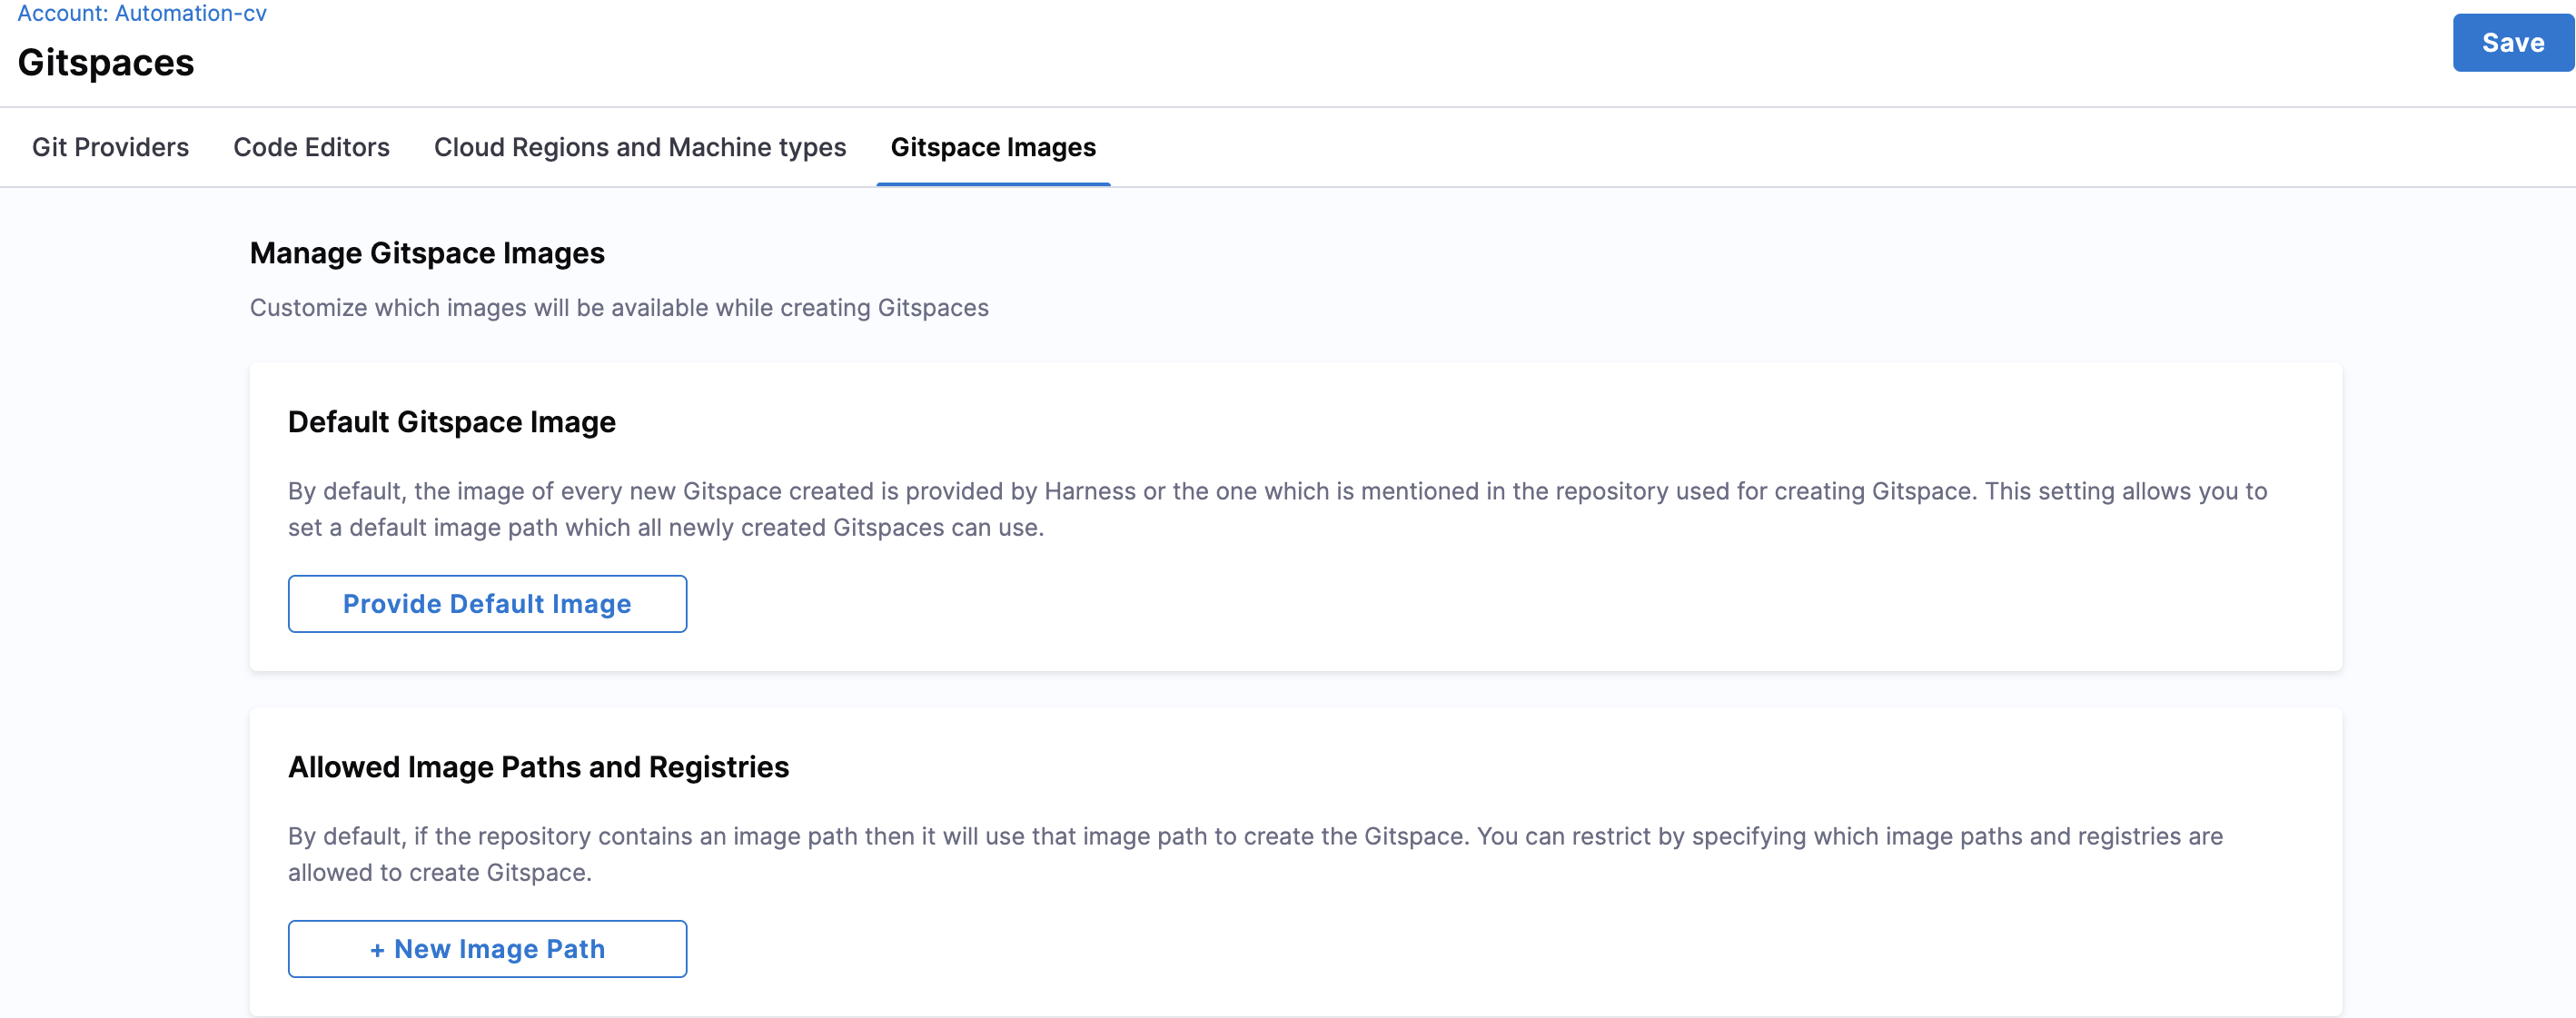 Account: Automation-cv
Gitspaces
Save
Git Providers
Code Editors
Cloud Regions and Machine types
Gitspace Images
Manage Gitspace Images
Customize which images will be available while creating Gitspaces
Default Gitspace Image
By default, the image of every new Gitspace created is provided by Harness or the one which is mentioned in the repository used for creating Gitspace. This setting allows you to
set a default image path which all newly created Gitspaces can use.
Provide Default Image
Allowed Image Paths and Registries
By default, if the repository contains an image path then it will use that image path to create the Gitspace. You can restrict by specifying which image paths and registries are
allowed to create Gitspace.
+ New Image Path